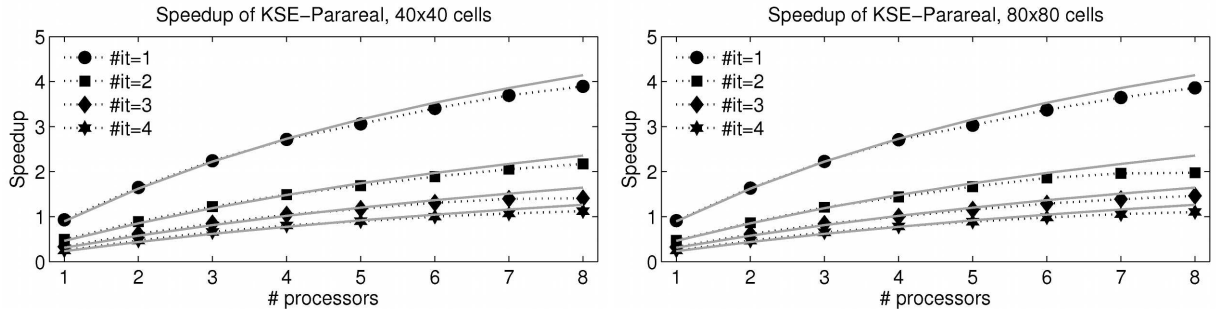 Speedup of KSE-Parareal, 40x40 cells
5
4
3
2
1
0
Speedup
#it=1
#it=2
#it=3
#it=4
1 2 3 4 5 6 7 8
# processors
Speedup of KSE-Parareal, 80x80 cells
5
4
3
2
1
0
Speedup
#it=1
#it=2
#it=3
#it=4
1 2 3 4 5 6 7 8
# processors